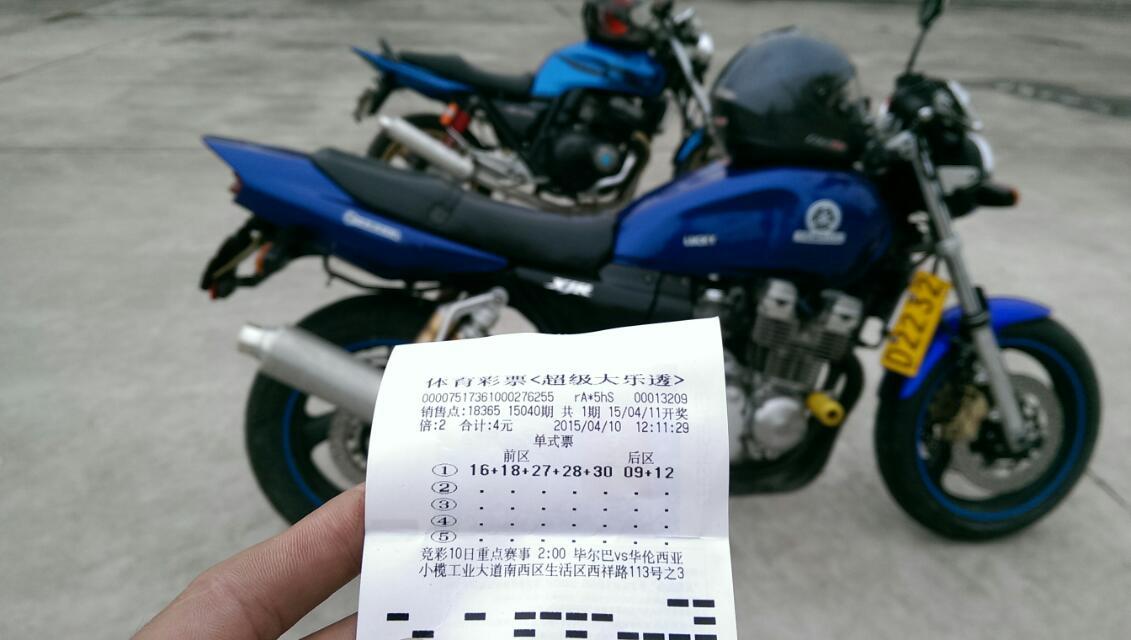 LUCKY
XJR
D2232
体育彩票<超级大乐透>
00007517361000276255 rA*5hS 00013209
销售点:18365 15040期 共 1期 15/04/11开奖
倍:2 合计:4元 2015/04/10 12:11:29
单式票
前区 后区
① 16+18+27+28+30 09+12
② . . . . . . .
③ . . . . . . .
④ . . . . . . .
⑤ . . . . . . .
竞彩10日重点赛事 2:00 毕尔巴vs华伦西亚
小榄工业大道南西区生活区西祥路113号之3